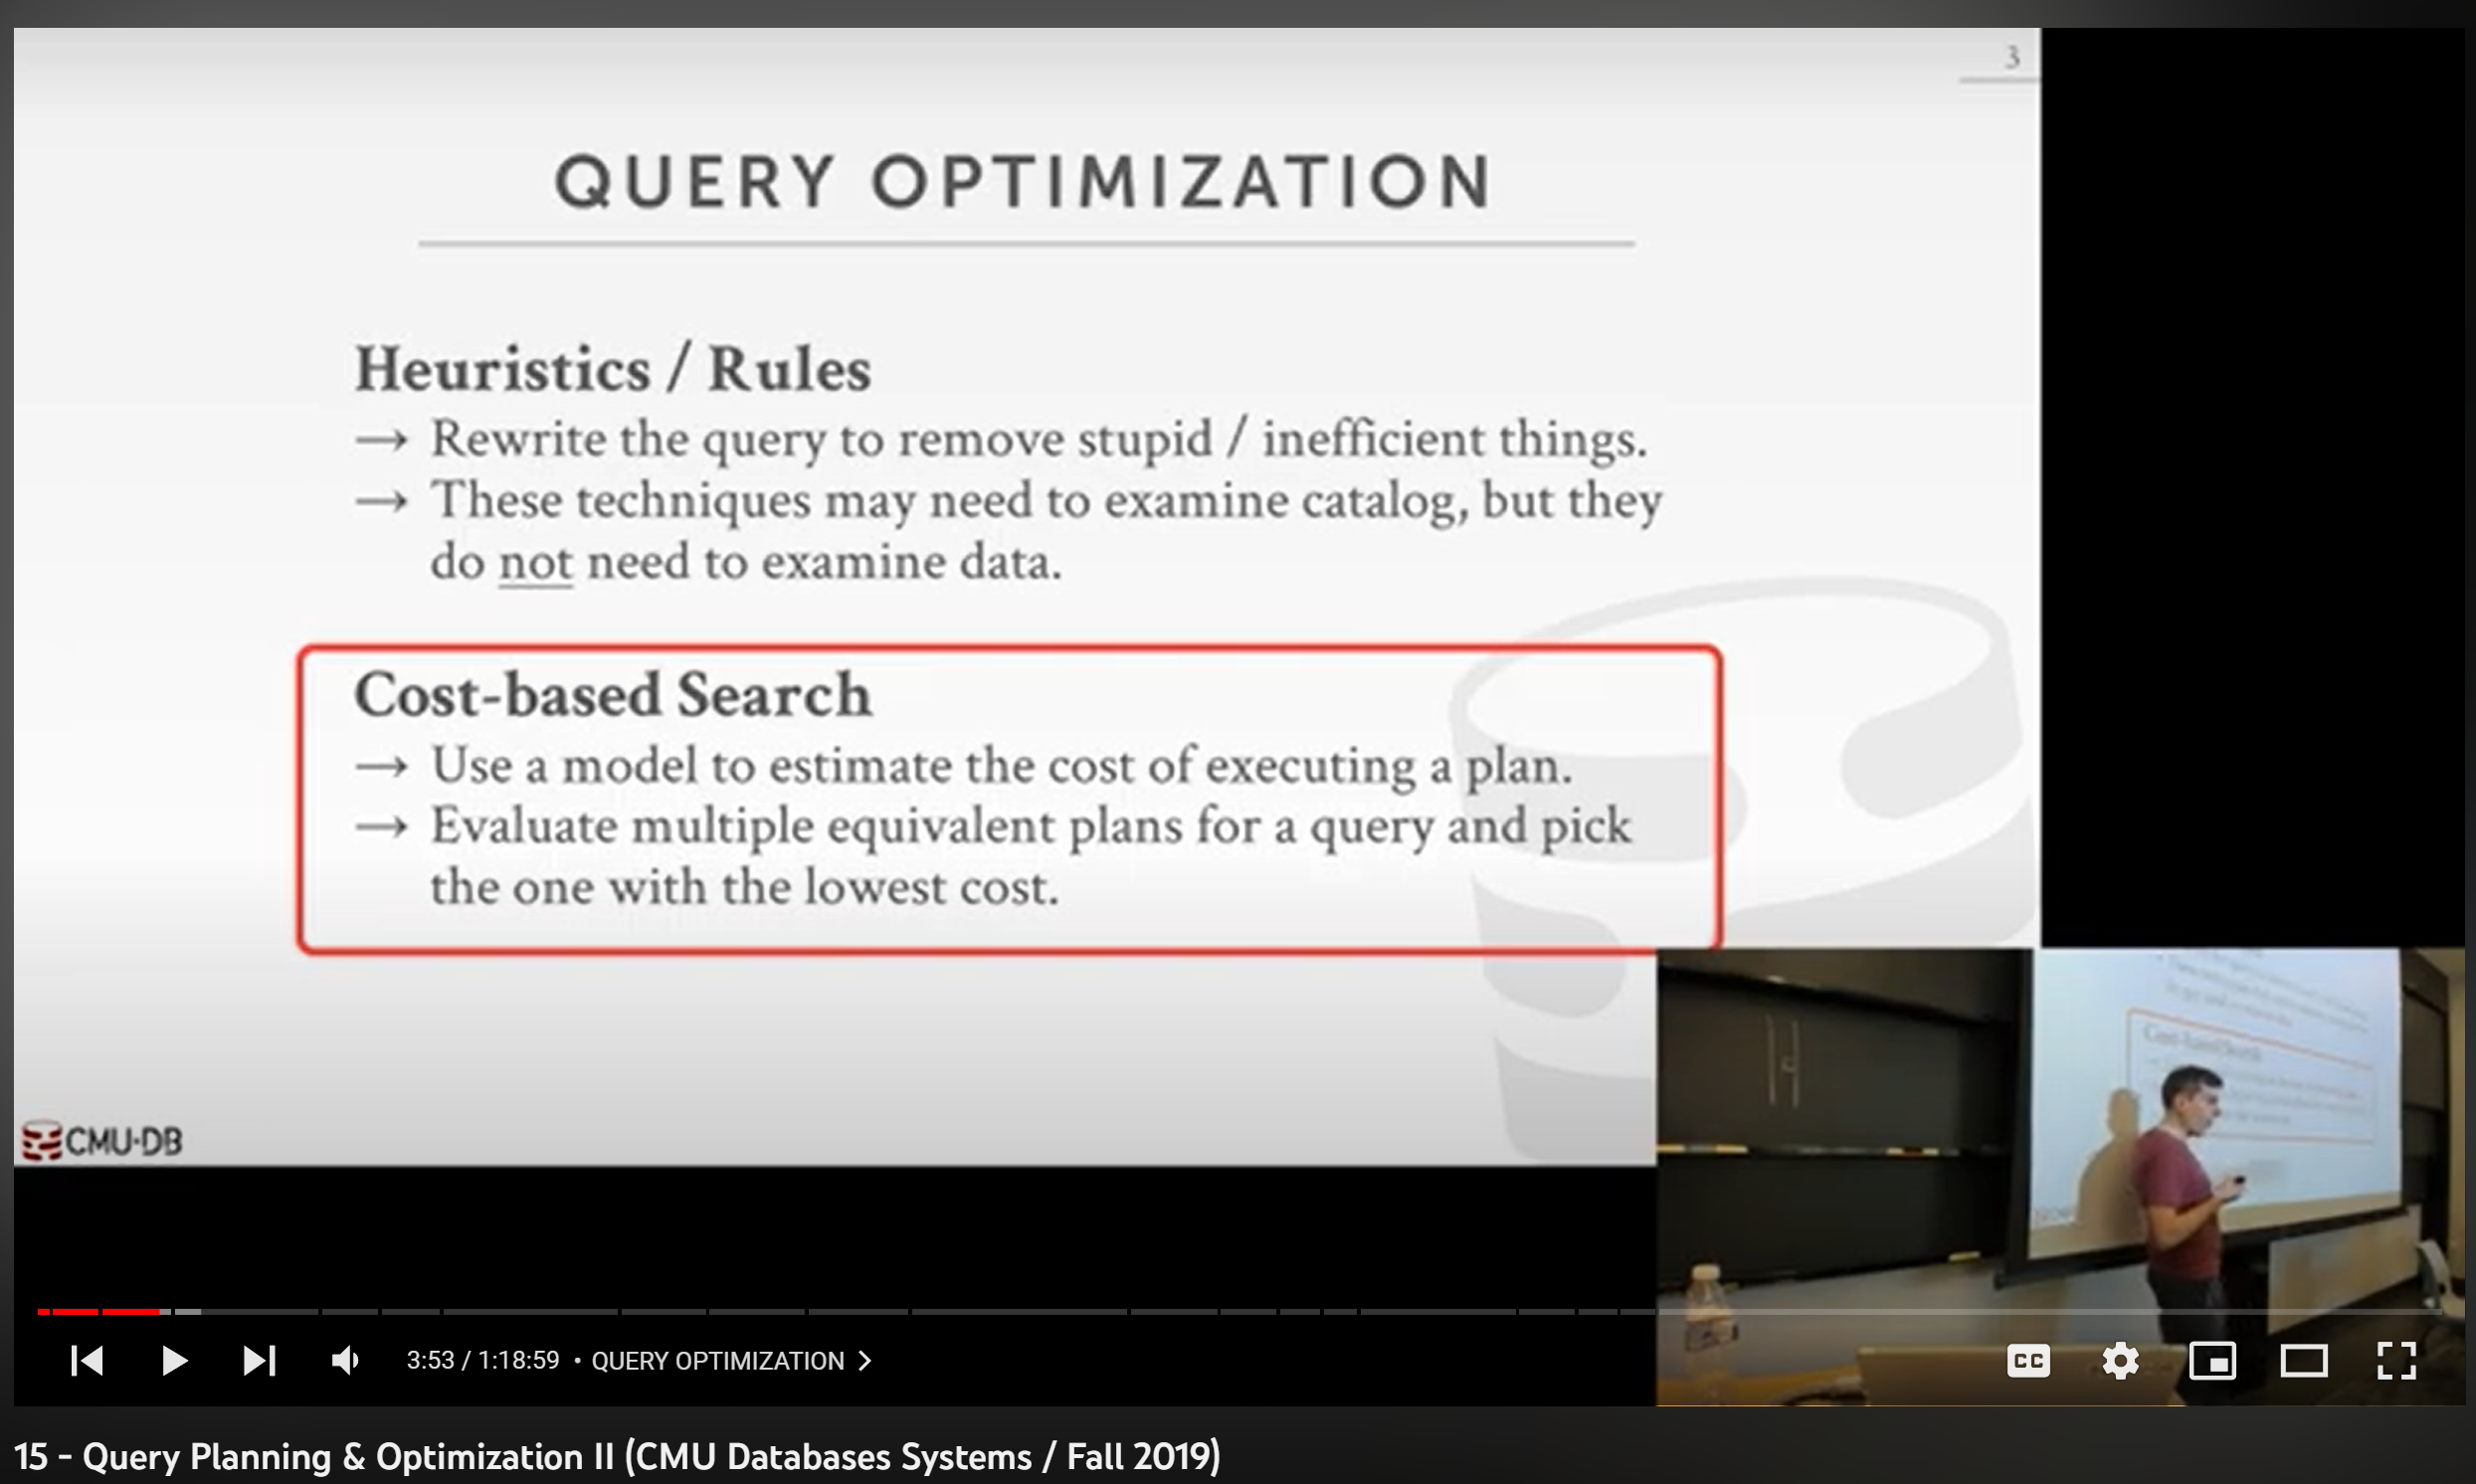 3
QUERY OPTIMIZATION
Heuristics / Rules
→ Rewrite the query to remove stupid / inefficient things.
→ These techniques may need to examine catalog, but they
do not need to examine data.
Cost-based Search
→ Use a model to estimate the cost of executing a plan.
→ Evaluate multiple equivalent plans for a query and pick
the one with the lowest cost.
CMU·DB
Cost-based Search
3:53 / 1:18:59 • QUERY OPTIMIZATION
CC
15 - Query Planning & Optimization II (CMU Databases Systems / Fall 2019)